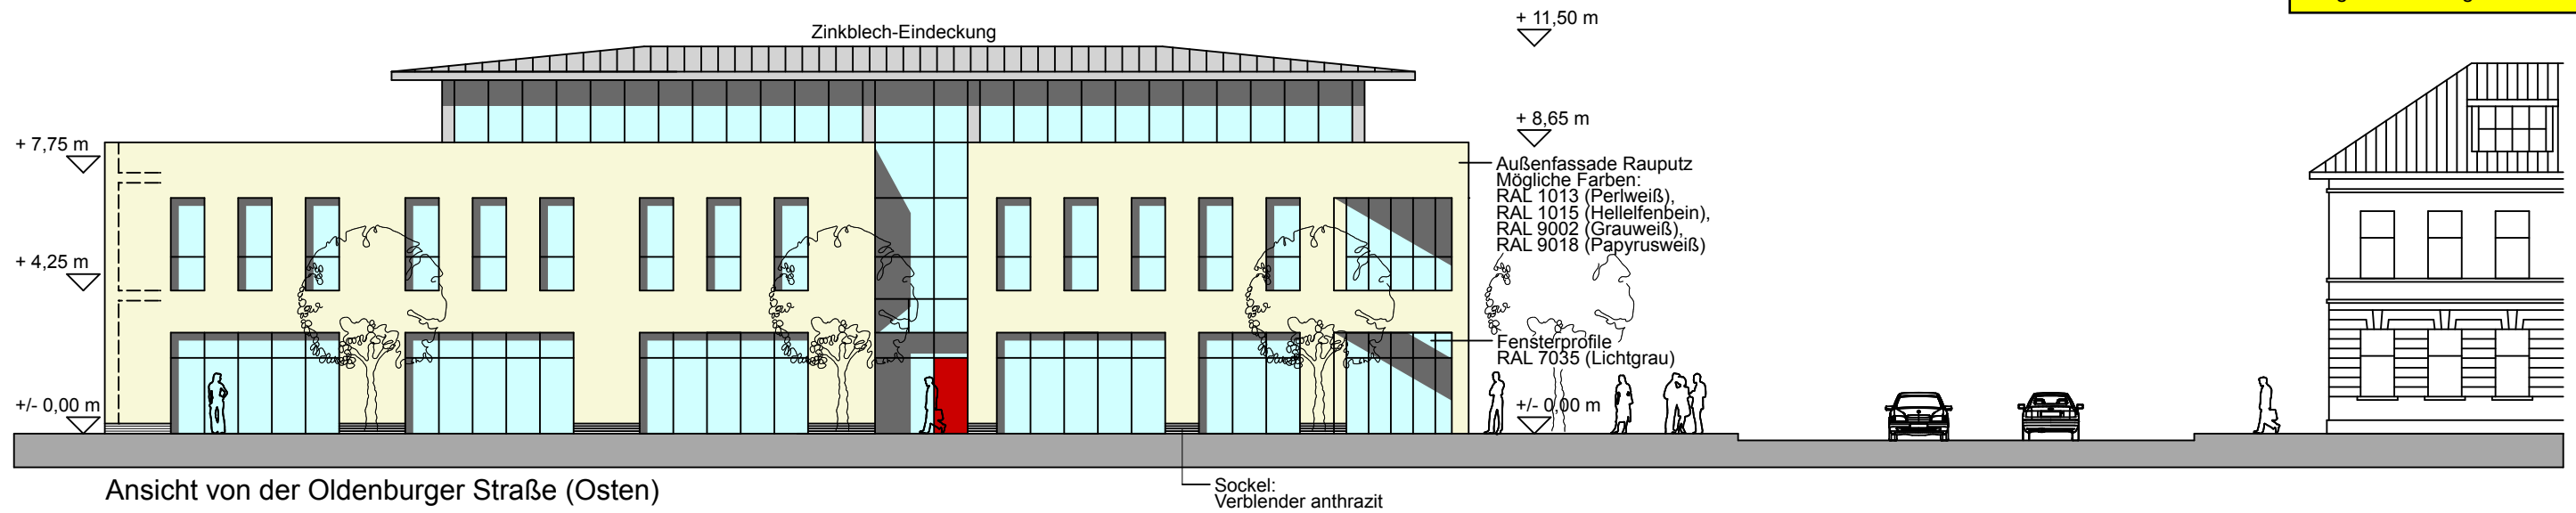 + 11,50 m
Zinkblech-Eindeckung
+ 8,65 m
+ 7,75 m
Außenfassade Rauputz
Mögliche Farben:
RAL 1013 (Perlweiß),
RAL 1015 (Hellelfenbein),
RAL 9002 (Grauweiß),
RAL 9018 (Papyrusweiß)
+ 4,25 m
Fensterprofile
RAL 7035 (Lichtgrau)
+/- 0,00 m
+/- 0,00 m
Ansicht von der Oldenburger Straße (Osten)
Sockel:
Verblender anthrazit